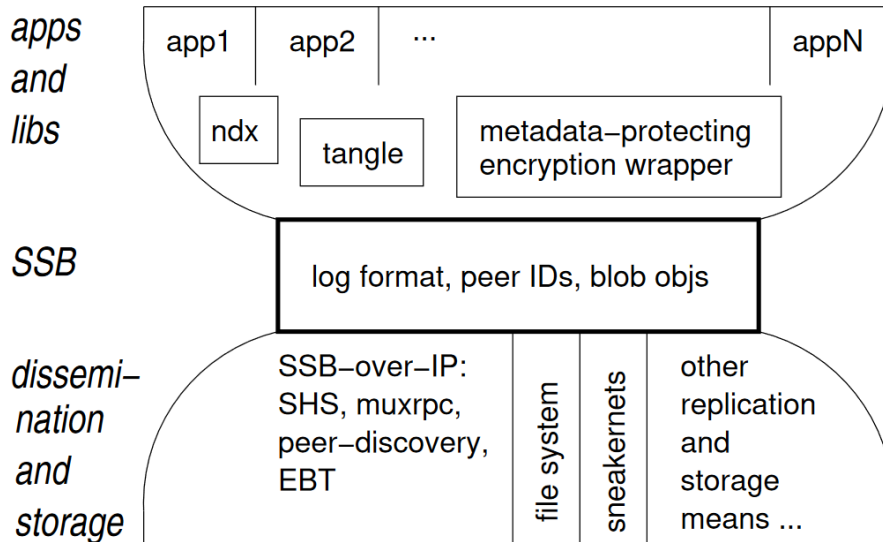 apps
and
libs
app1
app2
...
appN
ndx
tangle
metadata−protecting
encryption wrapper
SSB
log format, peer IDs, blob objs
dissemi−
nation
and
storage
SSB−over−IP:
SHS, muxrpc,
peer−discovery,
EBT
file system
sneakernets
other
replication
and
storage
means ...